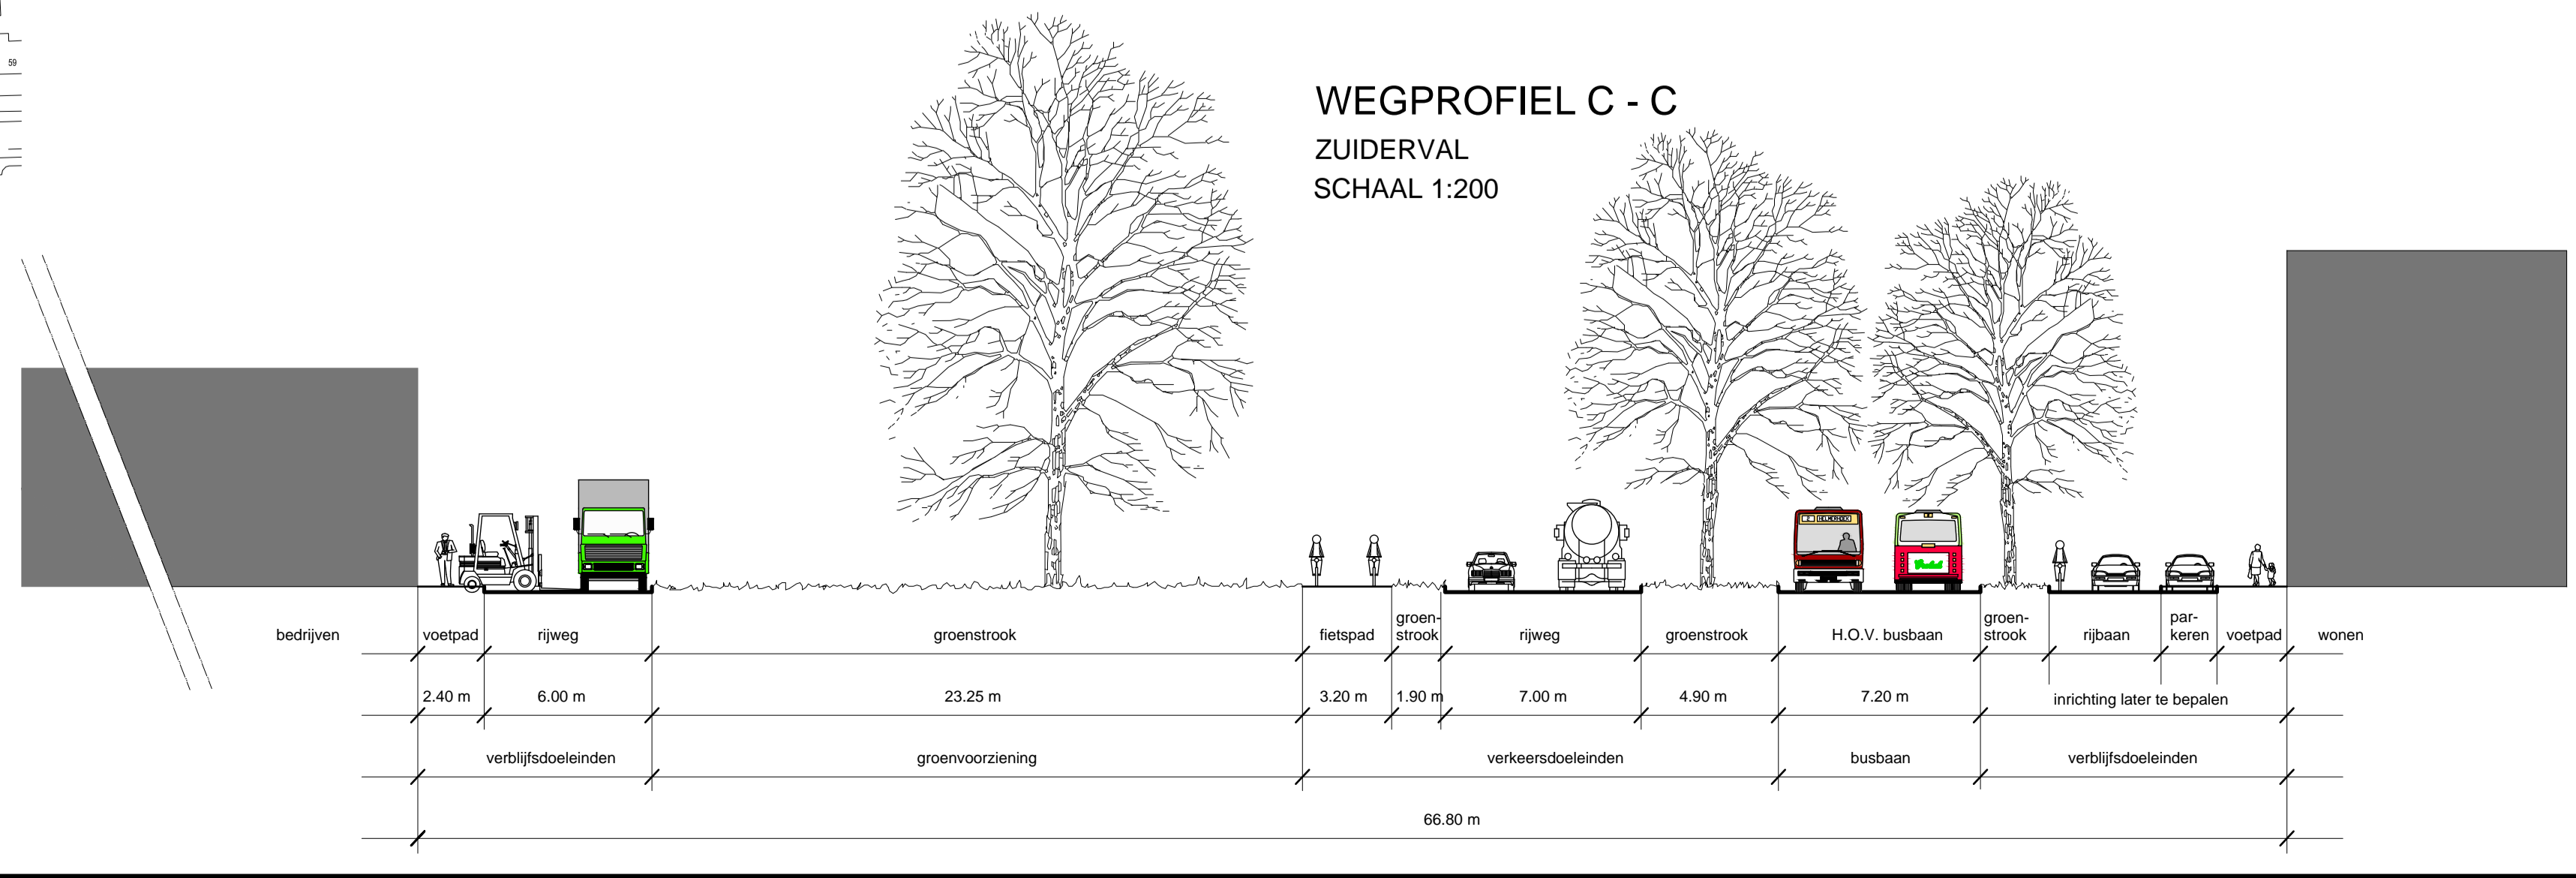 59
WEGPROFIEL C - C
ZUIDERVAL
SCHAAL 1:200
2 HELMERHOEK
bedrijven
voetpad
rijweg
groenstrook
fietspad
groen-
strook
rijweg
groenstrook
H.O.V. busbaan
groen-
strook
rijbaan
par-
keren
voetpad
wonen
2.40 m
6.00 m
23.25 m
3.20 m
1.90 m
7.00 m
4.90 m
7.20 m
inrichting later te bepalen
verblijfsdoeleinden
groenvoorziening
verkeersdoeleinden
busbaan
verblijfsdoeleinden
66.80 m